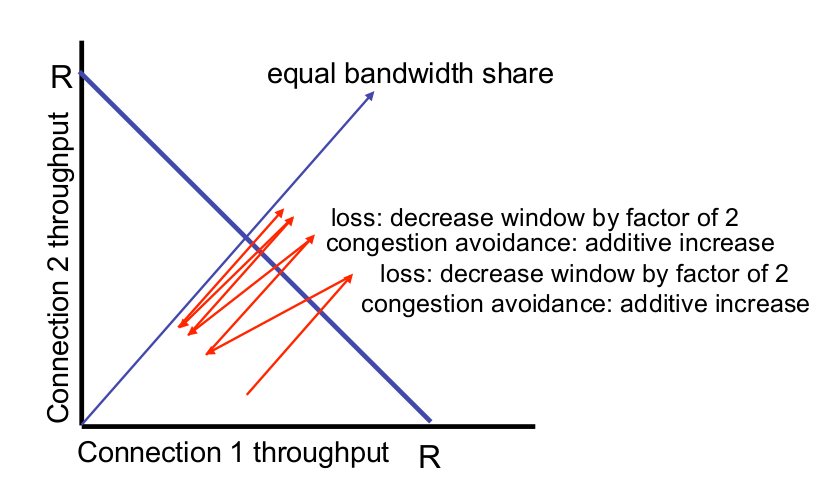 equal bandwidth share
R
Connection 2 throughput
loss: decrease window by factor of 2
congestion avoidance: additive increase
loss: decrease window by factor of 2
congestion avoidance: additive increase
Connection 1 throughput
R